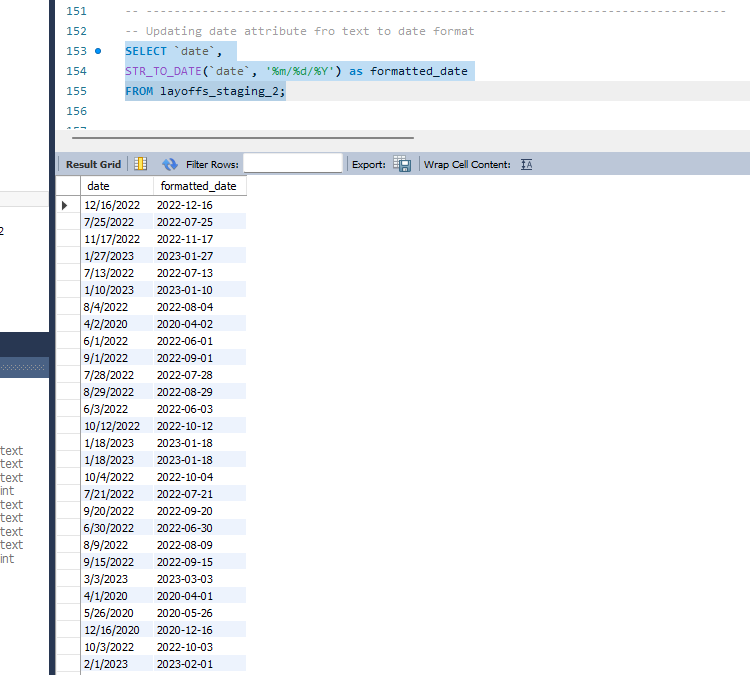 151 -- ------------------------------------------------------------------------------
152 -- Updating date attribute fro text to date format
153 SELECT `date`,
154 STR_TO_DATE(`date`, '%m/%d/%Y') as formatted_date
155 FROM layoffs_staging_2;
156
Result Grid Filter Rows: Export: Wrap Cell Content: IA
date formatted_date
12/16/2022 2022-12-16
7/25/2022 2022-07-25
11/17/2022 2022-11-17
1/27/2023 2023-01-27
2
7/13/2022 2022-07-13
1/10/2023 2023-01-10
8/4/2022 2022-08-04
4/2/2020 2020-04-02
6/1/2022 2022-06-01
9/1/2022 2022-09-01
7/28/2022 2022-07-28
8/29/2022 2022-08-29
6/3/2022 2022-06-03
10/12/2022 2022-10-12
1/18/2023 2023-01-18
1/18/2023 2023-01-18
10/4/2022 2022-10-04
7/21/2022 2022-07-21
9/20/2022 2022-09-20
6/30/2022 2022-06-30
8/9/2022 2022-08-09
9/15/2022 2022-09-15
3/3/2023 2023-03-03
4/1/2020 2020-04-01
5/26/2020 2020-05-26
12/16/2020 2020-12-16
10/3/2022 2022-10-03
2/1/2023 2023-02-01
text
text
text
int
text
text
text
text
int